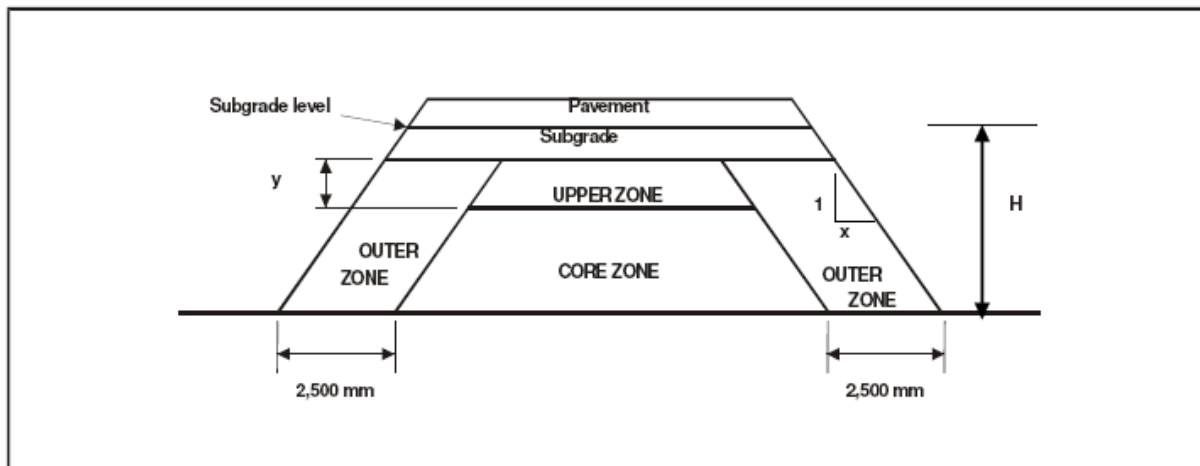 Pavement
Subgrade level
Subgrade
y
UPPER ZONE
1
H
x
OUTER
ZONE
CORE ZONE
OUTER
ZONE
2,500 mm
2,500 mm